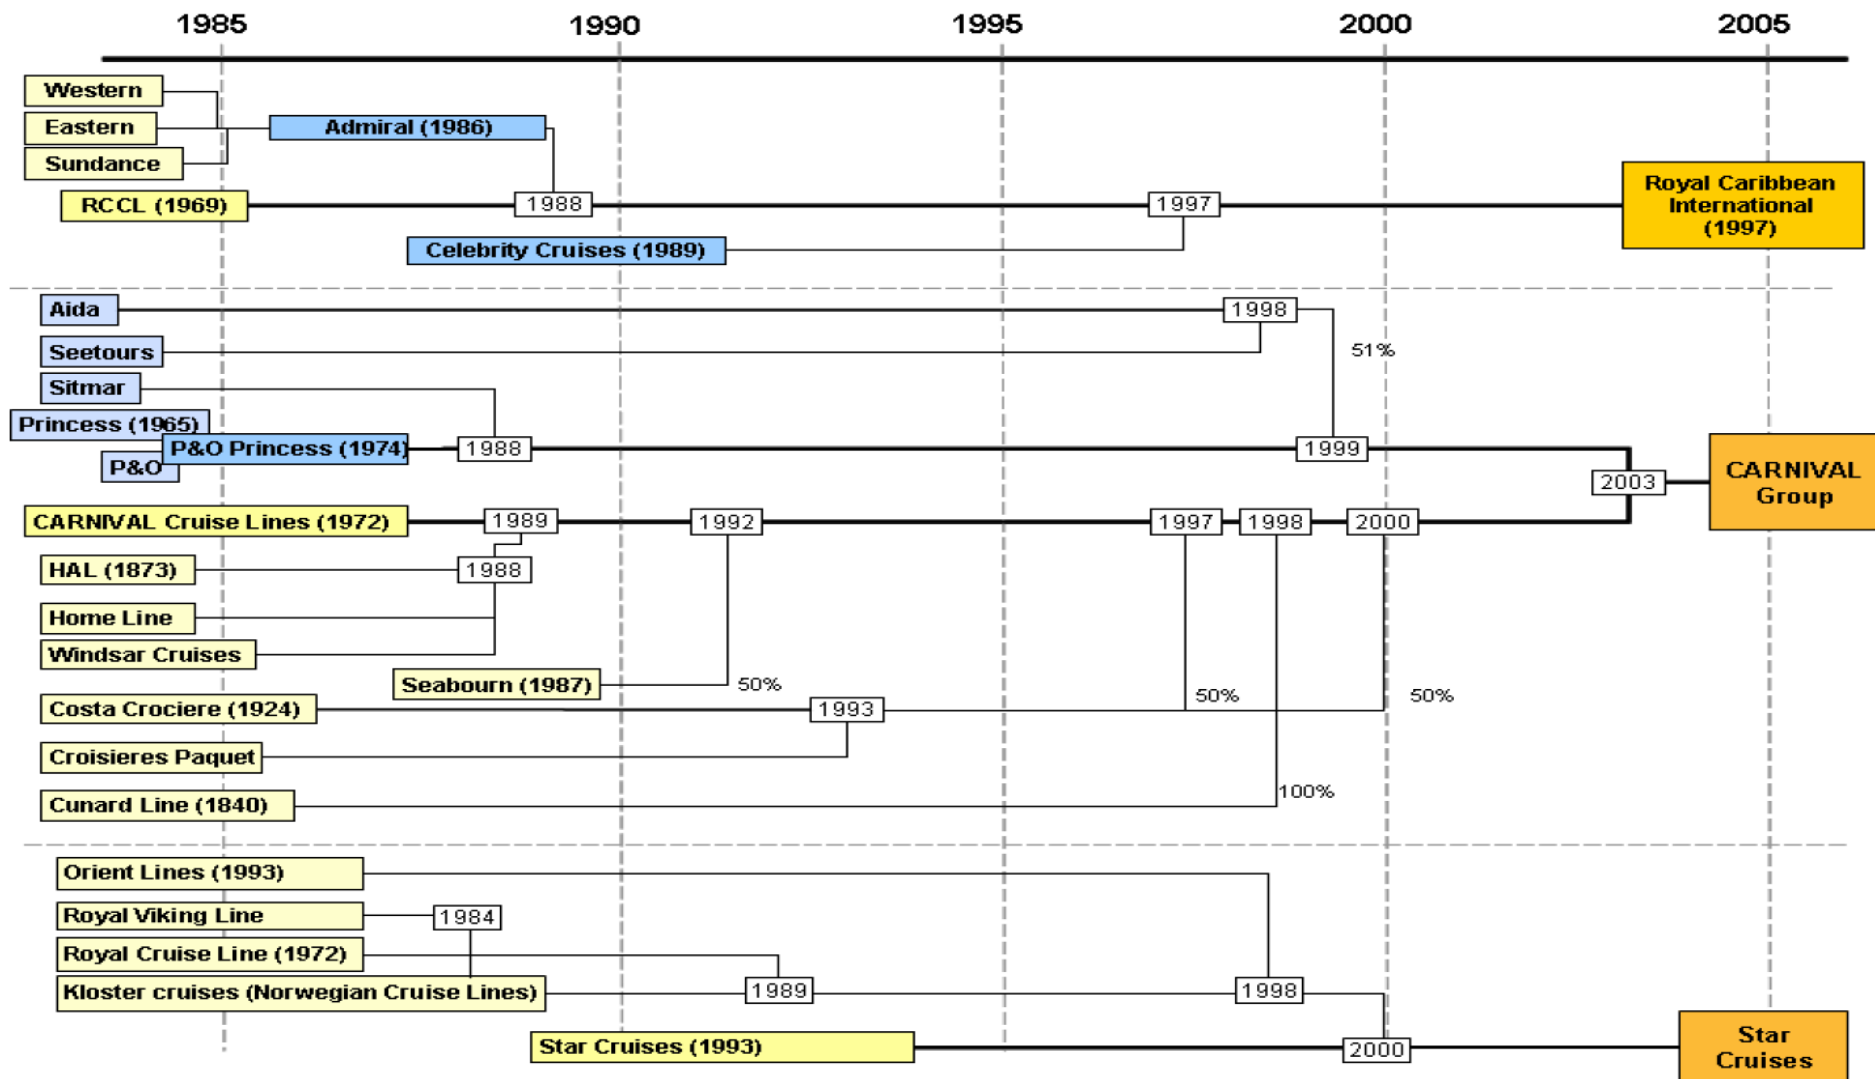 1985 1990 1995 2000 2005
Western
Eastern
Admiral (1986)
Sundance
RCCL (1969)
1988
1997
Royal Caribbean
International
(1997)
Celebrity Cruises (1989)
Aida
1998
Seetours
51%
Sitmar
Princess (1965)
P&O Princess (1974)
1988
1999
P&O
CARNIVAL
Group
2003
CARNIVAL Cruise Lines (1972)
1989
1992
1997
1998
2000
HAL (1873)
1988
Home Line
Windsar Cruises
Seabourn (1987)
50%
50%
50%
Costa Crociere (1924)
1993
Croisieres Paquet
Cunard Line (1840)
100%
Orient Lines (1993)
Royal Viking Line
1984
Royal Cruise Line (1972)
Kloster cruises (Norwegian Cruise Lines)
1989
1998
Star Cruises (1993)
2000
Star
Cruises